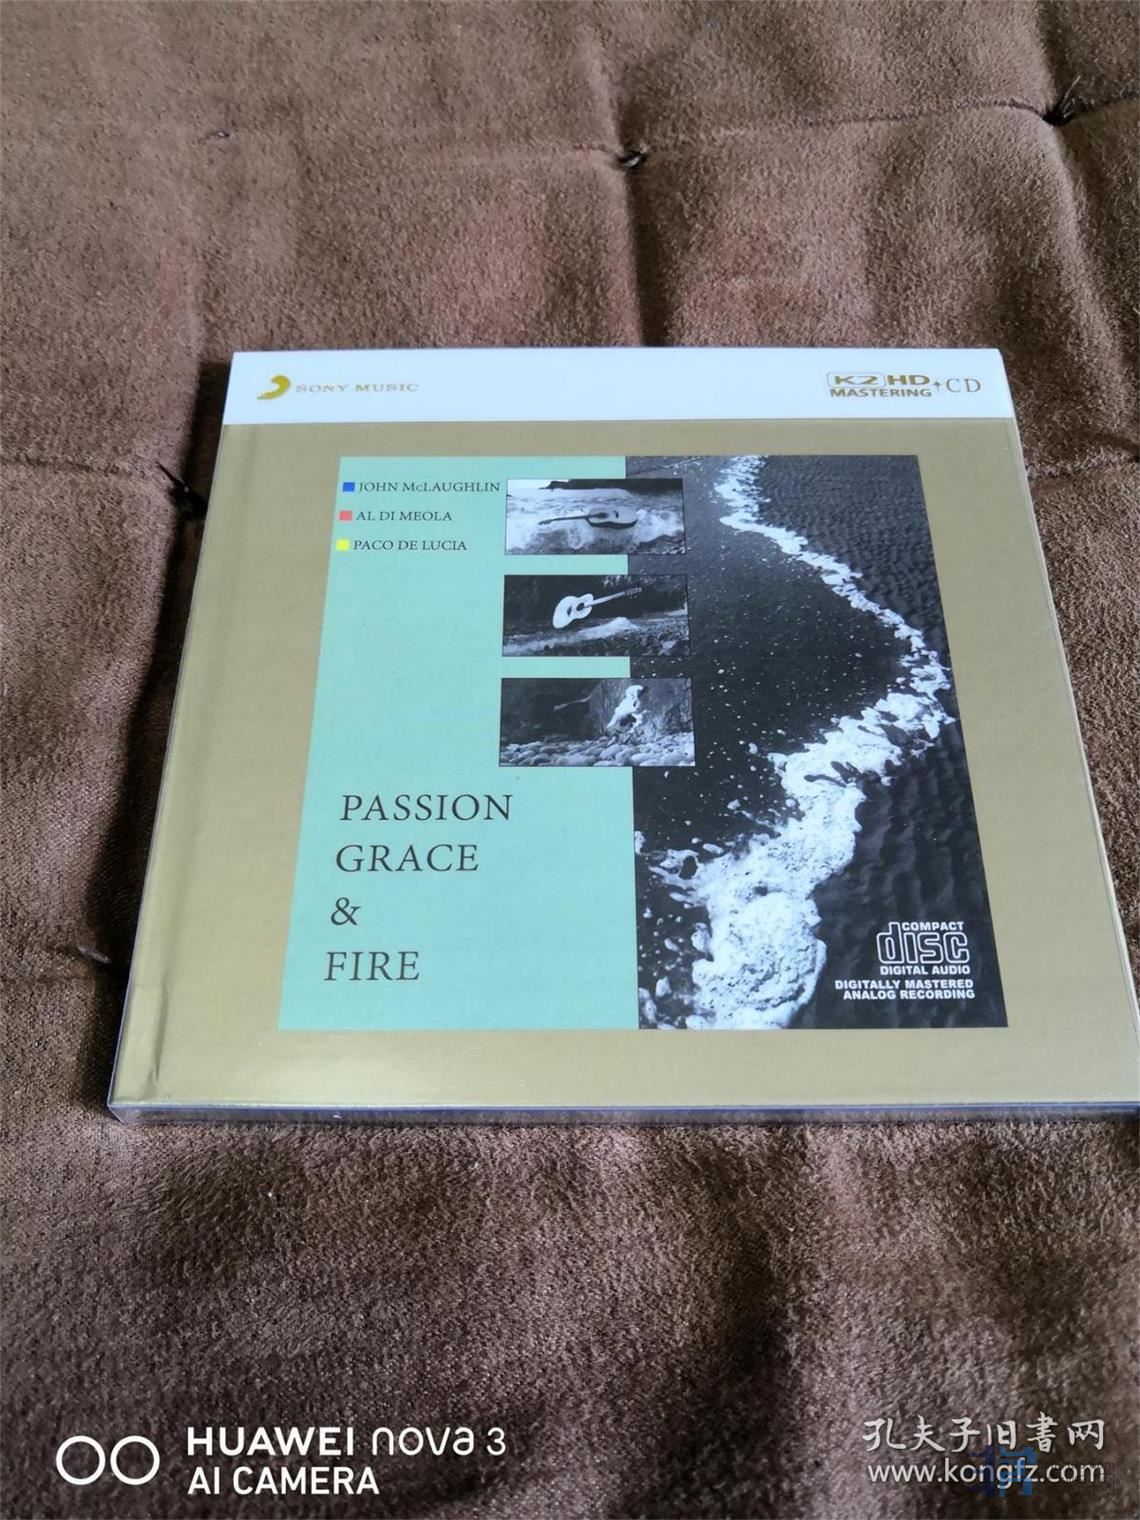 SONY MUSIC
K2 HD
MASTERING + CD
JOHN McLAUGHLIN
AL DI MEOLA
PACO DE LUCIA
PASSION
GRACE
&
FIRE
COMPACT
disc
DIGITAL AUDIO
DIGITALLY MASTERED
ANALOG RECORDING
HUAWEI nova 3
AI CAMERA
孔夫子旧书网
www.kongfz.com